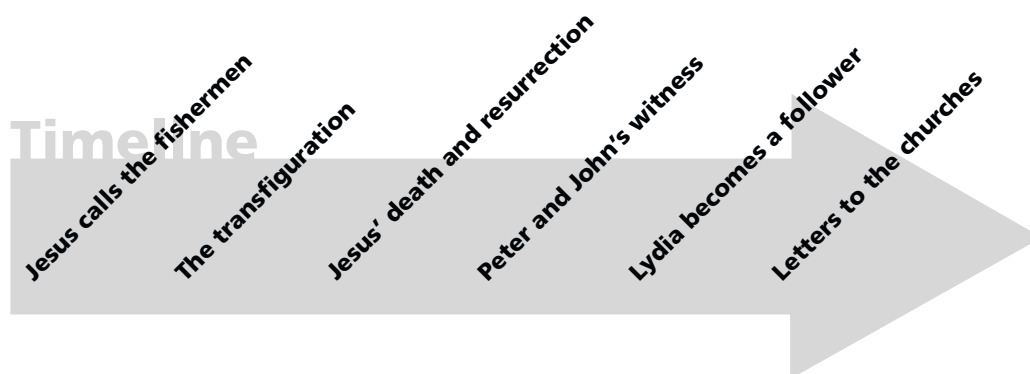 Timeline
Jesus calls the fishermen
The transfiguration
Jesus’ death and resurrection
Peter and John’s witness
Lydia becomes a follower
Letters to the churches